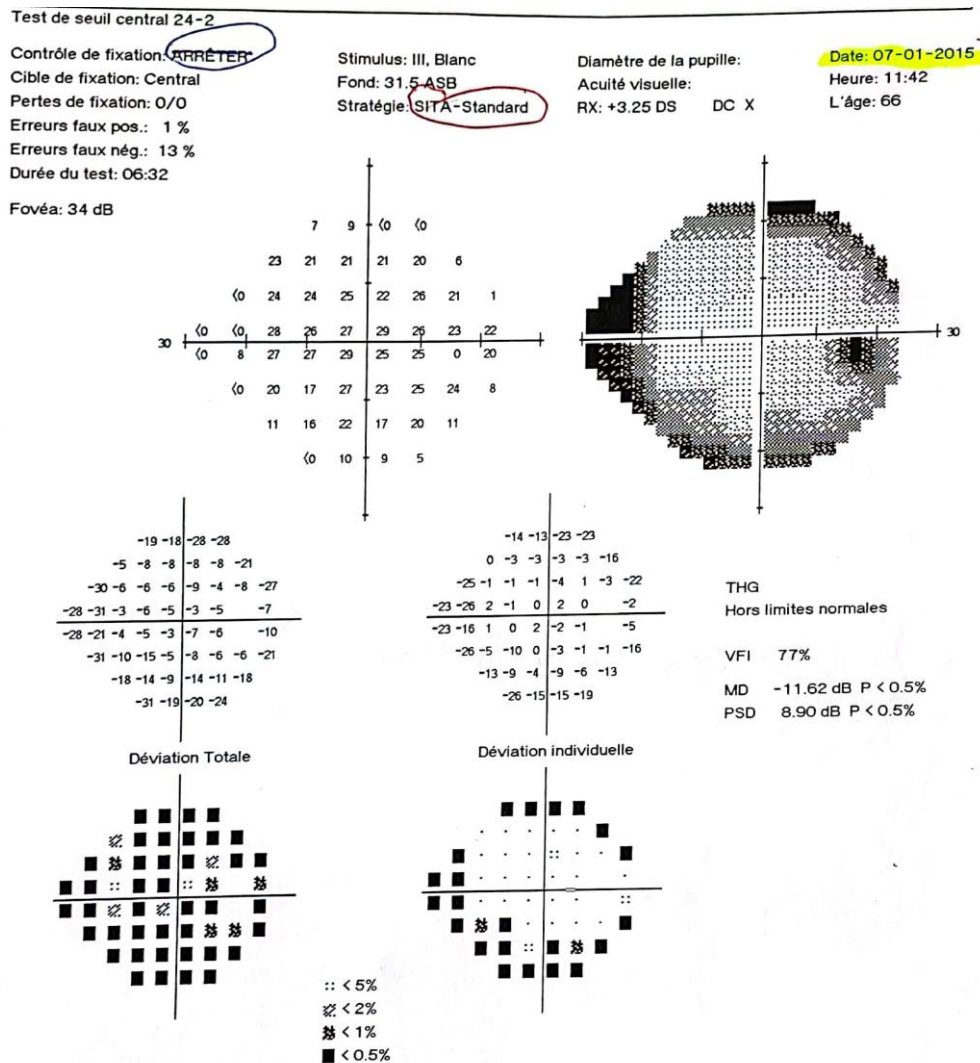 Test de seuil central 24-2
Contrôle de fixation: ARRÊTER
Cible de fixation: Central
Pertes de fixation: 0/0
Erreurs faux pos.: 1 %
Erreurs faux nég.: 13 %
Durée du test: 06:32
Fovéa: 34 dB
Stimulus: III, Blanc
Fond: 31.5 ASB
Stratégie: SITA-Standard
Diamètre de la pupille:
Acuité visuelle:
RX: +3.25 DS DC X
Date: 07-01-2015
Heure: 11:42
L'âge: 66
7 9 <0 <0
23 21 21 21 20 6
<0 24 24 25 22 26 21 1
<0 <0 28 26 27 29 26 23 22
30 30
<0 8 27 27 29 25 25 0 20
<0 20 17 27 23 25 24 8
11 16 22 17 20 11
<0 10 9 5
30
-19 -18 -28 -28
-5 -8 -8 -8 -8 -21
-30 -6 -6 -6 -9 -4 -8 -27
-28 -31 -3 -6 -5 -3 -5 -7
-28 -21 -4 -5 -3 -7 -6 -10
-31 -10 -15 -5 -8 -6 -6 -21
-18 -14 -9 -14 -11 -18
-31 -19 -20 -24
Déviation Totale
-14 -13 -23 -23
0 -3 -3 -3 -3 -16
-25 -1 -1 -1 -4 1 -3 -22
-23 -26 2 -1 0 2 0 -2
-23 -16 1 0 2 -2 -1 -5
-26 -5 -10 0 -3 -1 -1 -16
-13 -9 -4 -9 -6 -13
-26 -15 -15 -19
Déviation individuelle
THG
Hors limites normales
VFI 77%
MD -11.62 dB P < 0.5%
PSD 8.90 dB P < 0.5%
< 5%
< 2%
< 1%
< 0.5%